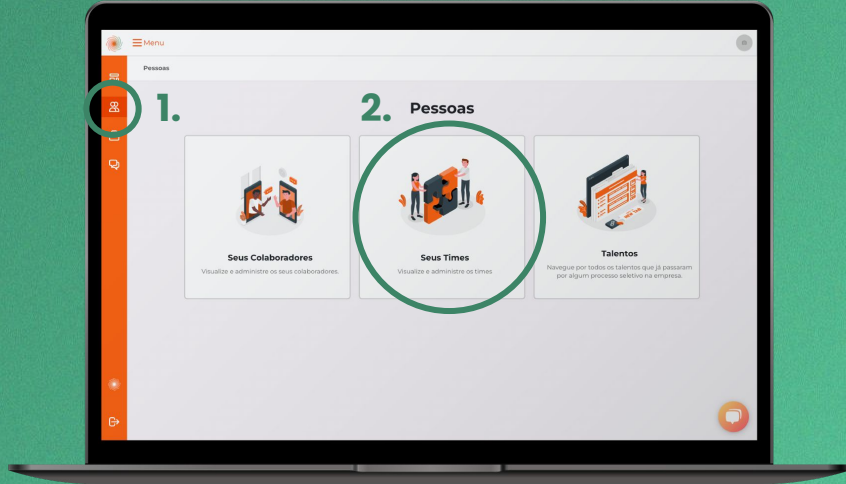 Menu
Pessoas
1.
2.
Pessoas
Seus Colaboradores
Visualize e administre os seus colaboradores.
Seus Times
Visualize e administre os times
Talentos
Navegue por todos os talentos que já passaram
por algum processo seletivo na empresa.